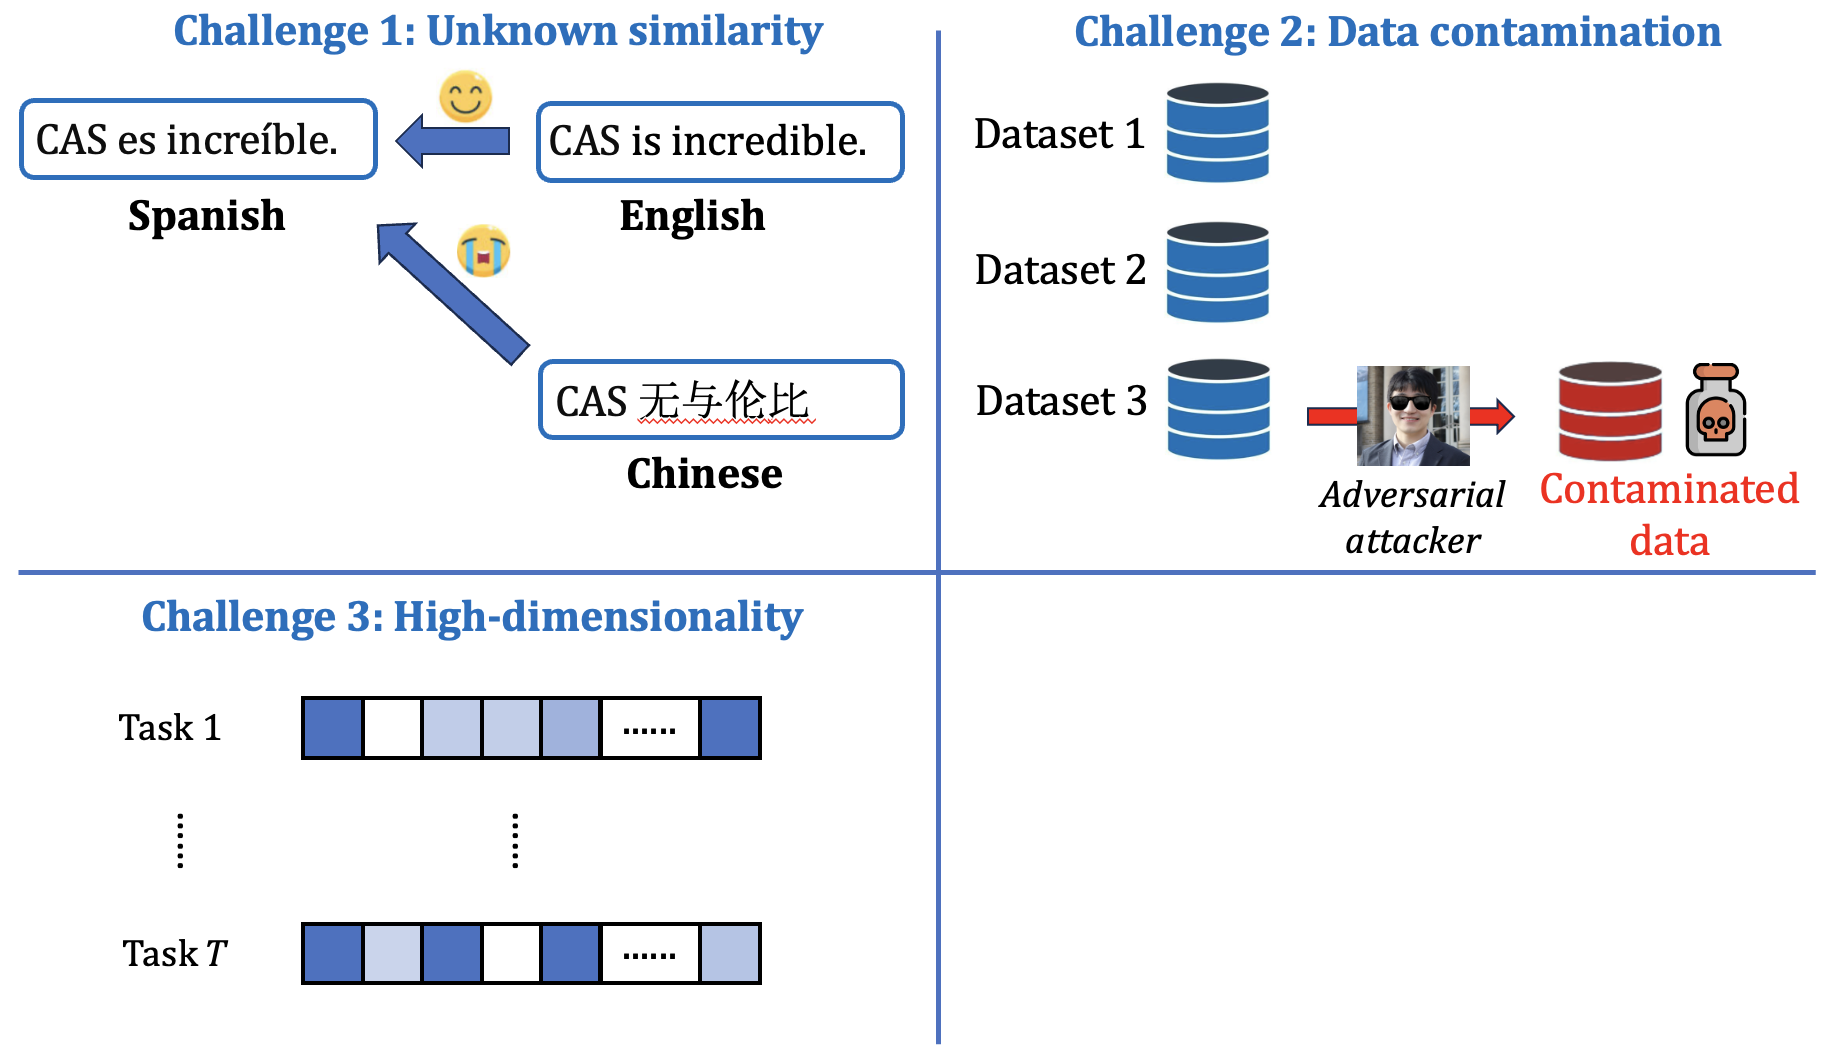 Challenge 1: Unknown similarity
CAS es increíble.
Spanish
CAS is incredible.
English
CAS 无与伦比
Chinese
Challenge 2: Data contamination
Dataset 1
Dataset 2
Dataset 3
Adversarial
attacker
Contaminated
data
Challenge 3: High-dimensionality
Task 1
......
Task T
......